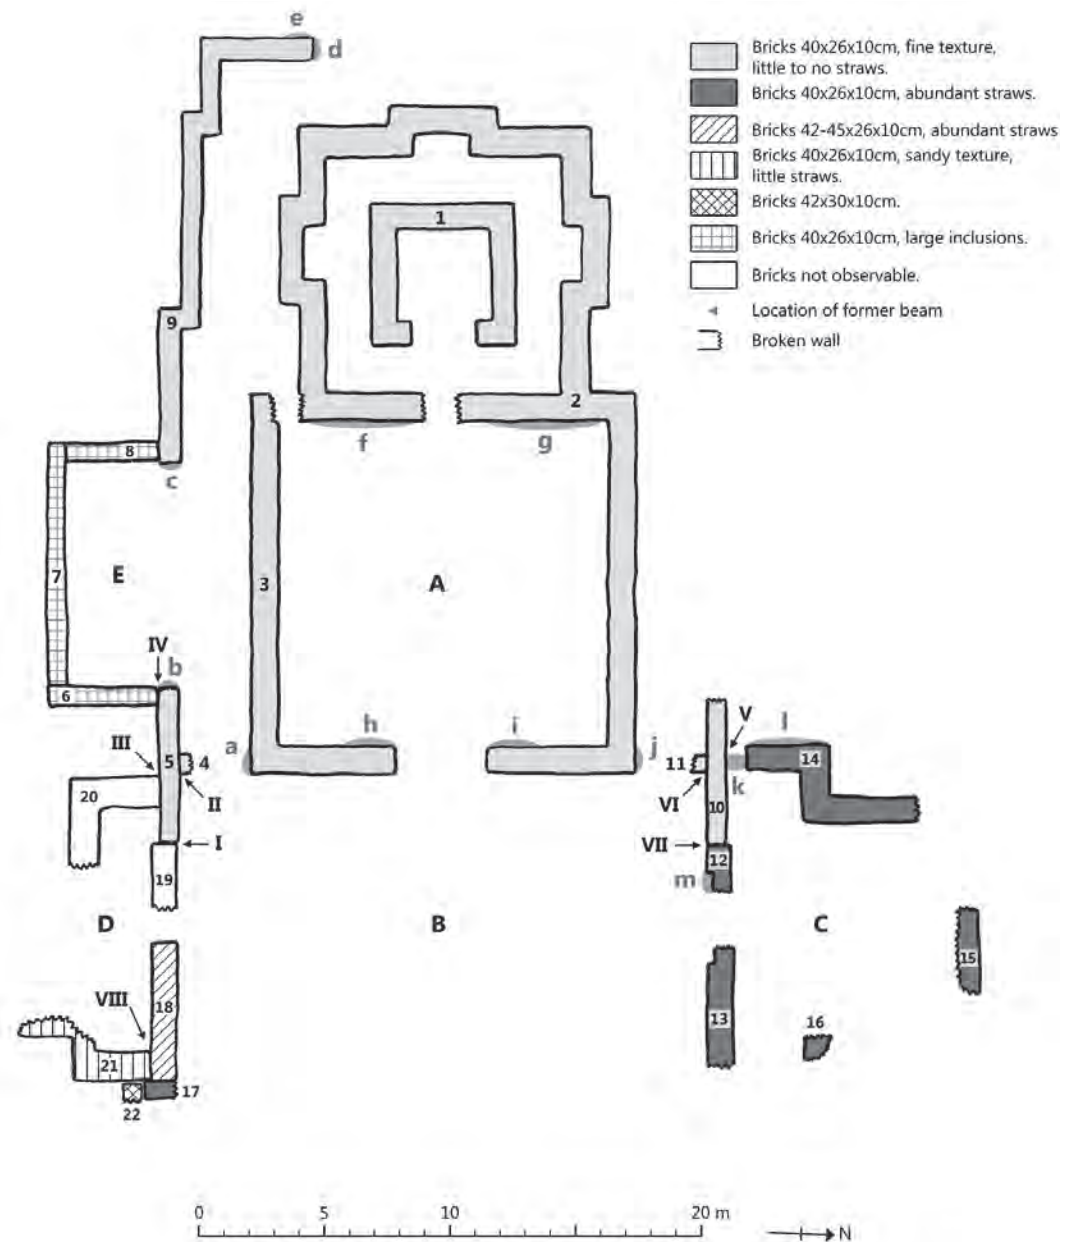 e
d
Bricks 40x26x10cm, fine texture,
little to no straws.
Bricks 40x26x10cm, abundant straws.
Bricks 42-45x26x10cm, abundant straws
Bricks 40x26x10cm, sandy texture,
little straws.
Bricks 42x30x10cm.
Bricks 40x26x10cm, large inclusions.
Bricks not observable.
Location of former beam
Broken wall
1
9
2
f
g
8
c
7
E
3
A
IV
b
6
III
5
4
a
h
i
j
V
l
11
k
14
20
II
VI
10
I
VII
12
19
m
D
B
C
15
VIII
18
13
16
21
17
22
0 5 10 20 m
N